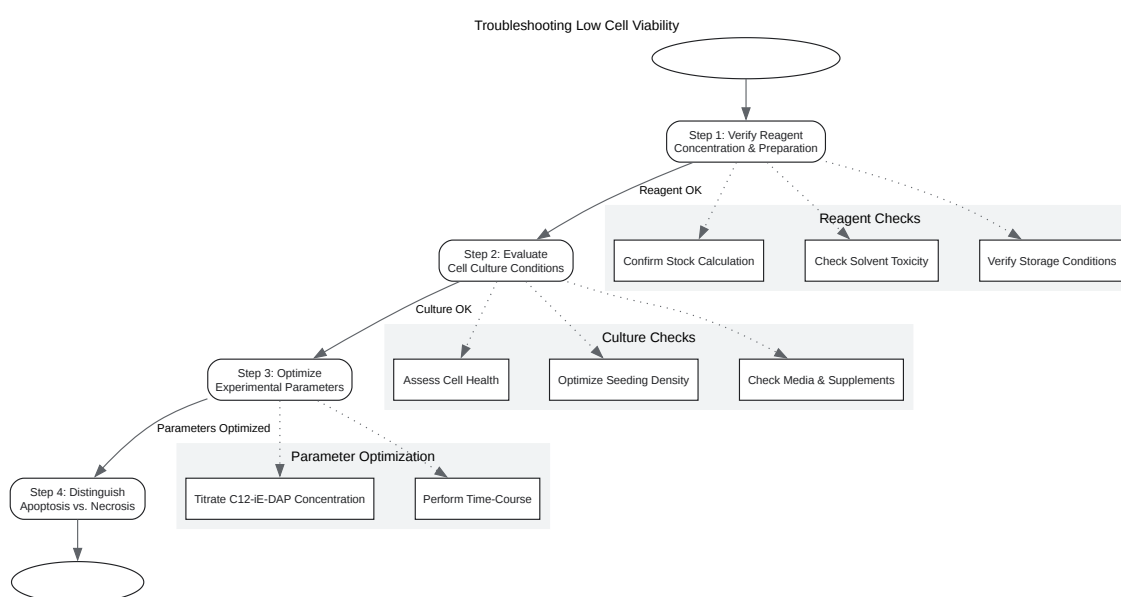 Troubleshooting Low Cell Viability
Step 1: Verify Reagent
Concentration & Preparation
Reagent OK
Reagent Checks
Confirm Stock Calculation
Check Solvent Toxicity
Verify Storage Conditions
Step 2: Evaluate
Cell Culture Conditions
Culture OK
Culture Checks
Assess Cell Health
Optimize Seeding Density
Check Media & Supplements
Step 3: Optimize
Experimental Parameters
Parameters Optimized
Parameter Optimization
Titrate C12-iE-DAP Concentration
Perform Time-Course
Step 4: Distinguish
Apoptosis vs. Necrosis